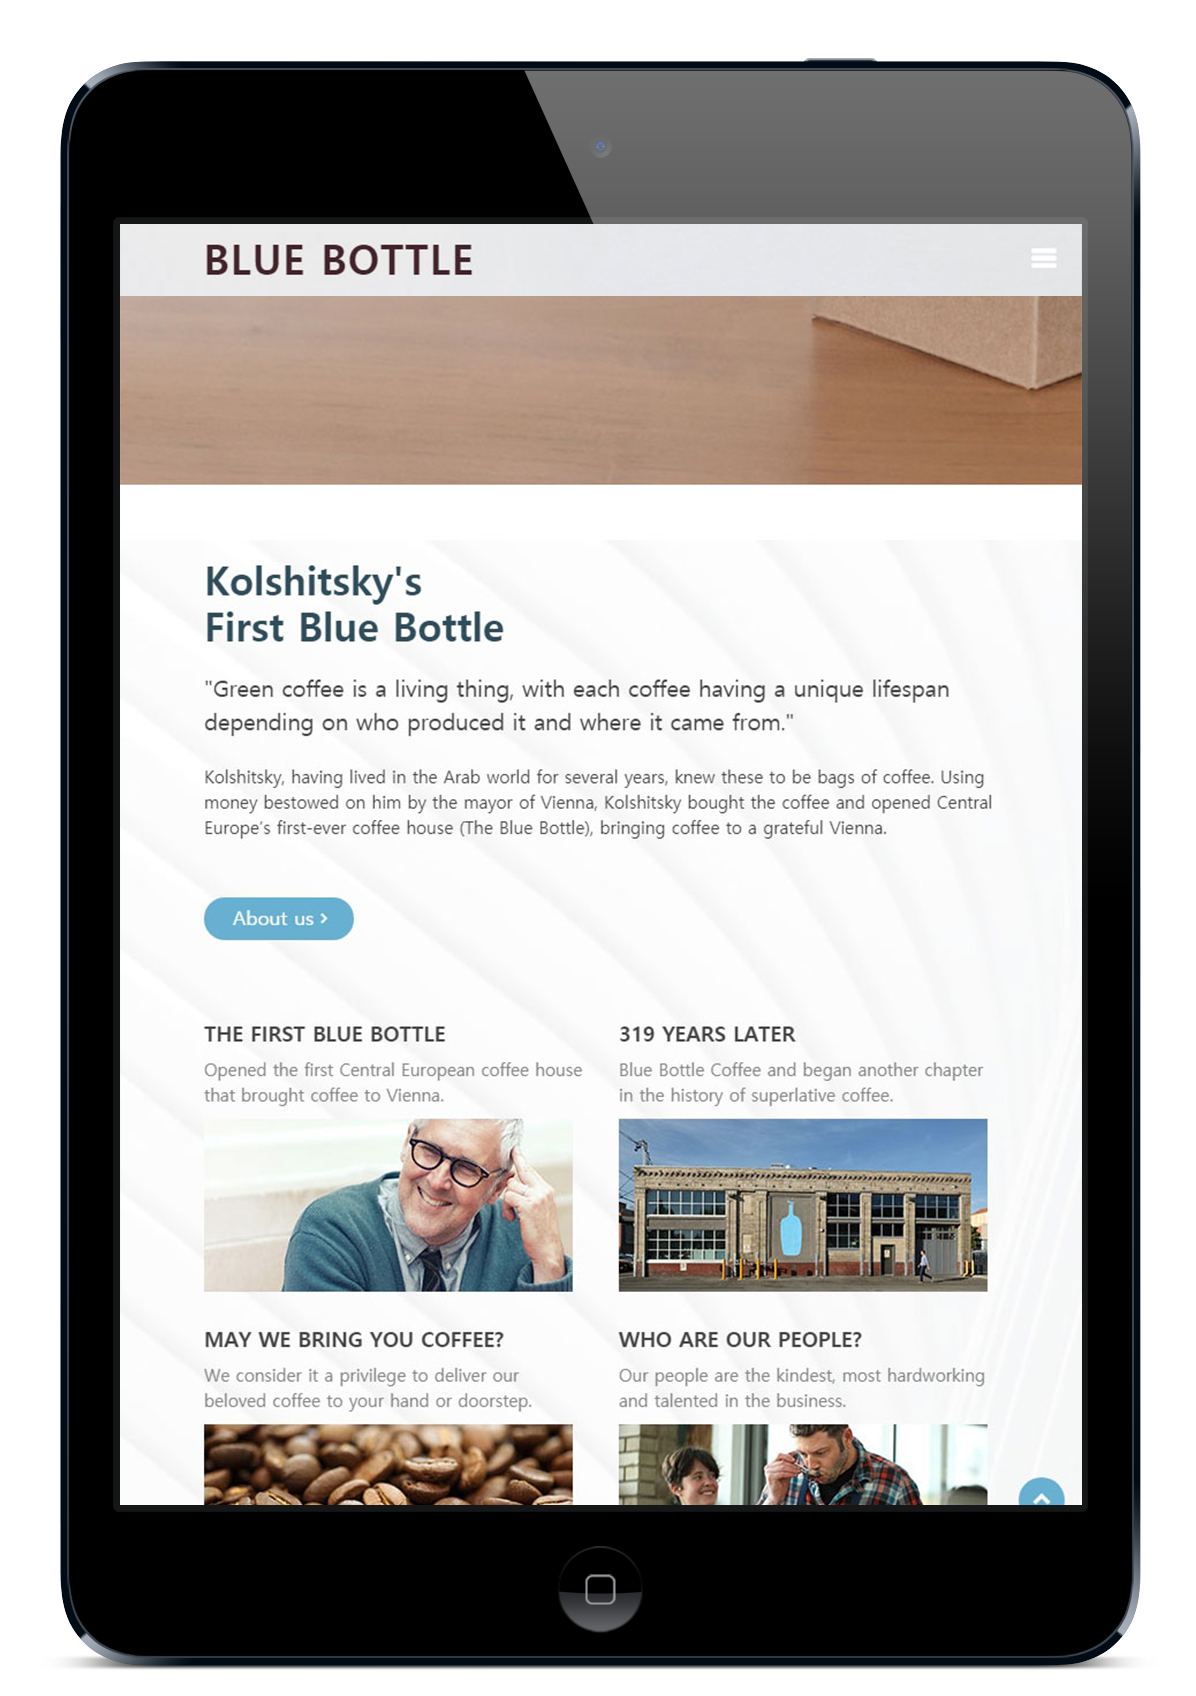 BLUE BOTTLE
Kolshitsky's
First Blue Bottle
"Green coffee is a living thing, with each coffee having a unique lifespan
depending on who produced it and where it came from."
Kolshitsky, having lived in the Arab world for several years, knew these to be bags of coffee. Using
money bestowed on him by the mayor of Vienna, Kolshitsky bought the coffee and opened Central
Europe's first-ever coffee house (The Blue Bottle), bringing coffee to a grateful Vienna.
About us >
THE FIRST BLUE BOTTLE
Opened the first Central European coffee house
that brought coffee to Vienna.
319 YEARS LATER
Blue Bottle Coffee and began another chapter
in the history of superlative coffee.
MAY WE BRING YOU COFFEE?
We consider it a privilege to deliver our
beloved coffee to your hand or doorstep.
WHO ARE OUR PEOPLE?
Our people are the kindest, most hardworking
and talented in the business.